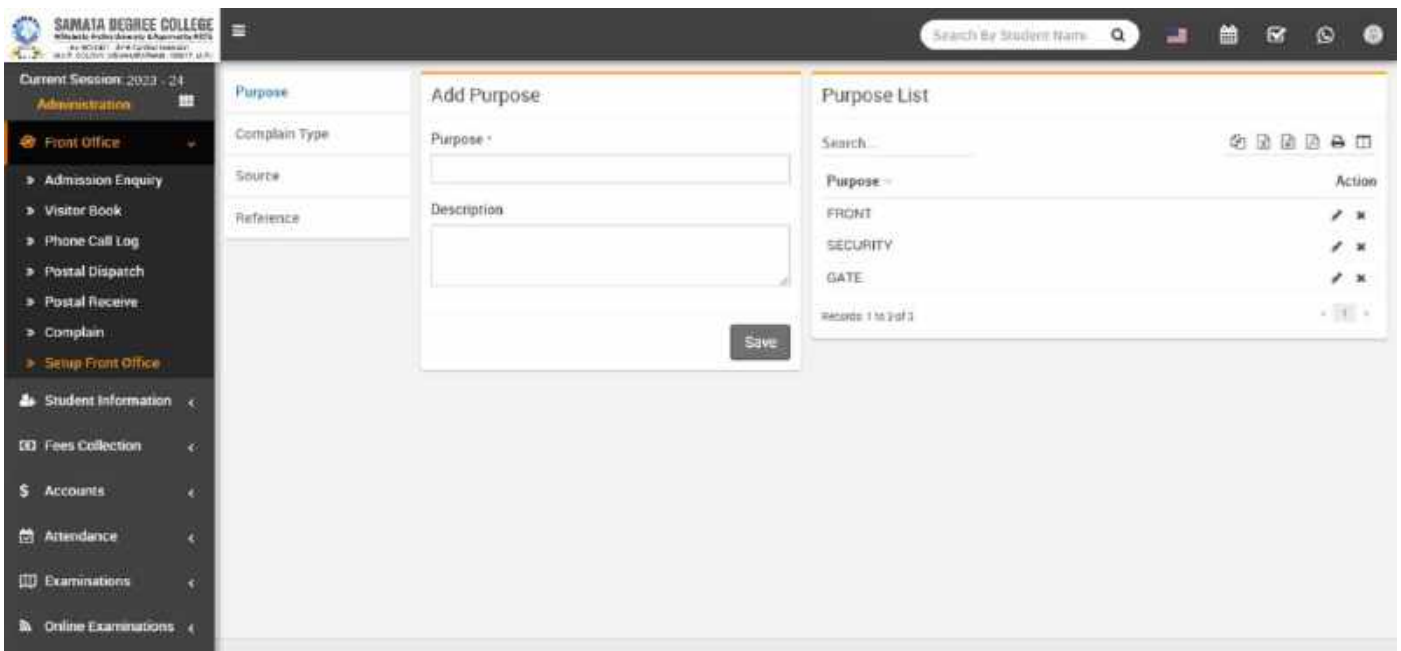 SAMATA DEGREE COLLEGE
Search By Student Name
Current Session: 2023 - 24
Administration
Front Office
Admission Enquiry
Visitor Book
Phone Call Log
Postal Dispatch
Postal Receive
Complain
Setup Front Office
Student Information
Fees Collection
$ Accounts
Attendance
Examinations
Online Examinations
Purpose
Complain Type
Source
Reference
Add Purpose
Purpose *
Description
Save
Purpose List
Search...
Purpose Action
FRONT
SECURITY
GATE
Records: 1 to 3 of 3
1